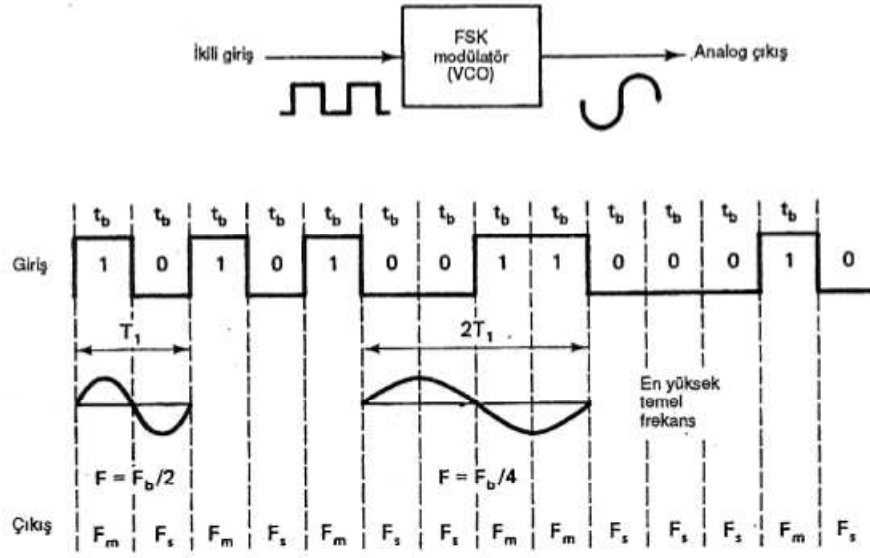 FSK
modülatör
(VCO)
İkili giriş
Analog çıkış
t_b t_b t_b t_b t_b t_b t_b t_b t_b t_b t_b t_b t_b
Giriş 1 0 1 0 1 0 0 1 1 0 0 0 1 0
T₁ 2T₁
En yüksek
temel
frekans
F = F_b/2 F = F_b/4
Çıkış F_m F_s F_m F_s F_m F_s F_s F_m F_m F_s F_s F_s F_m F_s